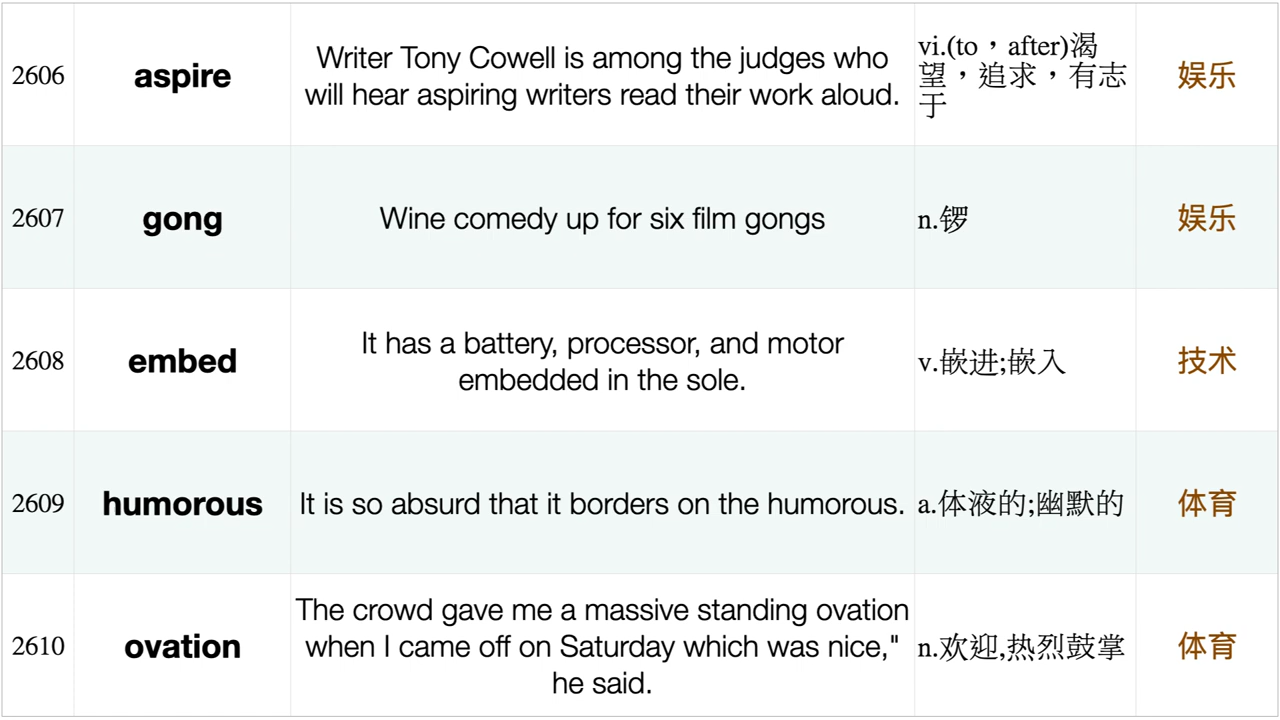 2606
aspire
Writer Tony Cowell is among the judges who
will hear aspiring writers read their work aloud.
vi.(to，after)渴
望，追求，有志
于
娱乐
2607
gong
Wine comedy up for six film gongs
n.锣
娱乐
2608
embed
It has a battery, processor, and motor
embedded in the sole.
v.嵌进;嵌入
技术
2609
humorous
It is so absurd that it borders on the humorous.
a.体液的;幽默的
体育
2610
ovation
The crowd gave me a massive standing ovation
when I came off on Saturday which was nice,"
he said.
n.欢迎,热烈鼓掌
体育